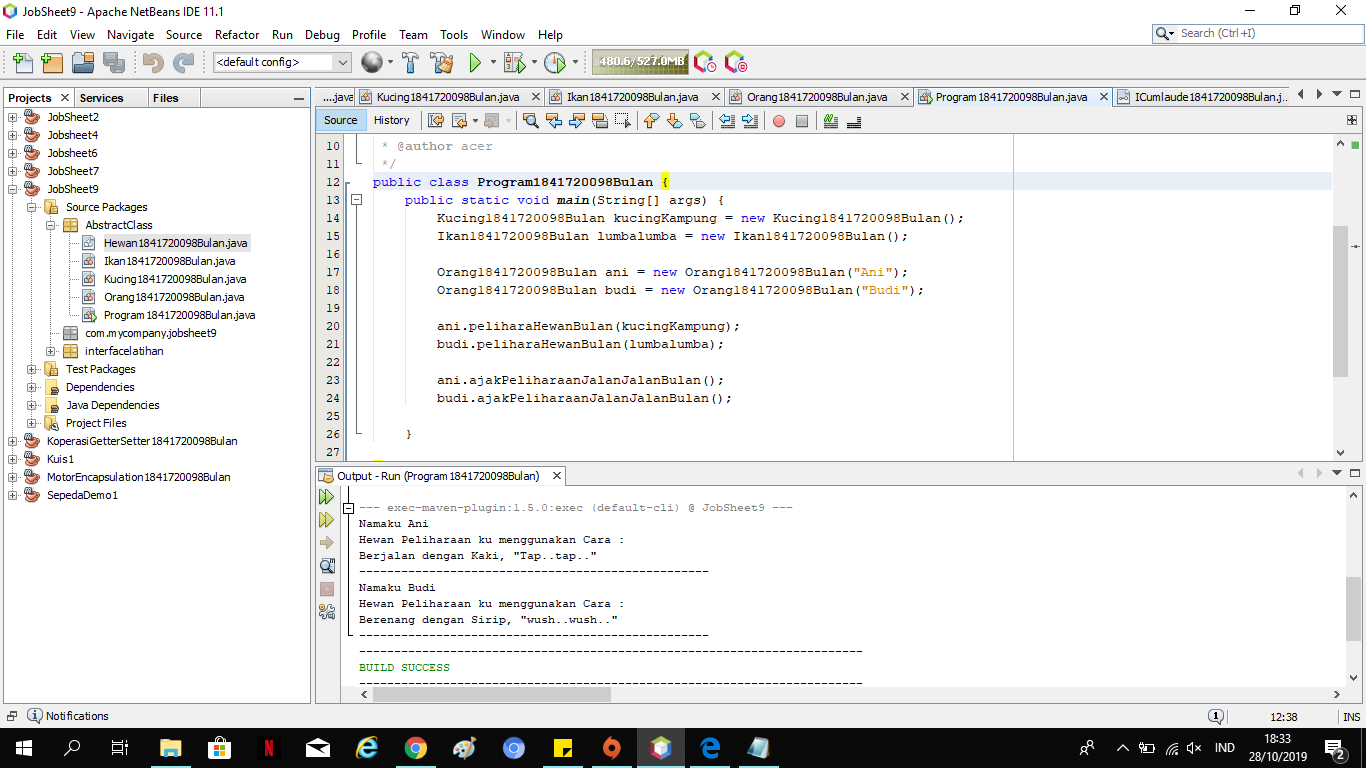 JobSheet9 - Apache NetBeans IDE 11.1
File Edit View Navigate Source Refactor Run Debug Profile Team Tools Window Help
Search (Ctrl+I)
<default config>
480.6/527.0MB
Projects Services Files
JobSheet2
Jobsheet4
Jobsheet6
JobSheet7
JobSheet9
Source Packages
AbstractClass
Hewan1841720098Bulan.java
Ikan1841720098Bulan.java
Kucing1841720098Bulan.java
Orang1841720098Bulan.java
Program1841720098Bulan.java
com.mycompany.jobsheet9
interfacelatihan
Test Packages
Dependencies
Java Dependencies
Project Files
KoperasiGetterSetter1841720098Bulan
Kuis1
MotorEncapsulation1841720098Bulan
SepedaDemo1
....java Kucing1841720098Bulan.java Ikan1841720098Bulan.java Orang1841720098Bulan.java Program1841720098Bulan.java ICumlaude1841720098Bulan.j...
Source History
10 * @author acer
11 */
12 public class Program1841720098Bulan {
13 public static void main(String[] args) {
14 Kucing1841720098Bulan kucingKampung = new Kucing1841720098Bulan();
15 Ikan1841720098Bulan lumbalumba = new Ikan1841720098Bulan();
16
17 Orang1841720098Bulan ani = new Orang1841720098Bulan("Ani");
18 Orang1841720098Bulan budi = new Orang1841720098Bulan("Budi");
19
20 ani.peliharaHewanBulan(kucingKampung);
21 budi.peliharaHewanBulan(lumbalumba);
22
23 ani.ajakPeliharaanJalanJalanBulan();
24 budi.ajakPeliharaanJalanJalanBulan();
25
26 }
27
Output - Run (Program1841720098Bulan)
--- exec-maven-plugin:1.5.0:exec (default-cli) @ JobSheet9 ---
Namaku Ani
Hewan Peliharaan ku menggunakan Cara :
Berjalan dengan Kaki, "Tap..tap.."
--------------------------------------------------
Namaku Budi
Hewan Peliharaan ku menggunakan Cara :
Berenang dengan Sirip, "wush..wush.."
--------------------------------------------------
------------------------------------------------------------------------
BUILD SUCCESS
------------------------------------------------------------------------
Notifications
1
12:38 INS
IND
18:33
28/10/2019
2